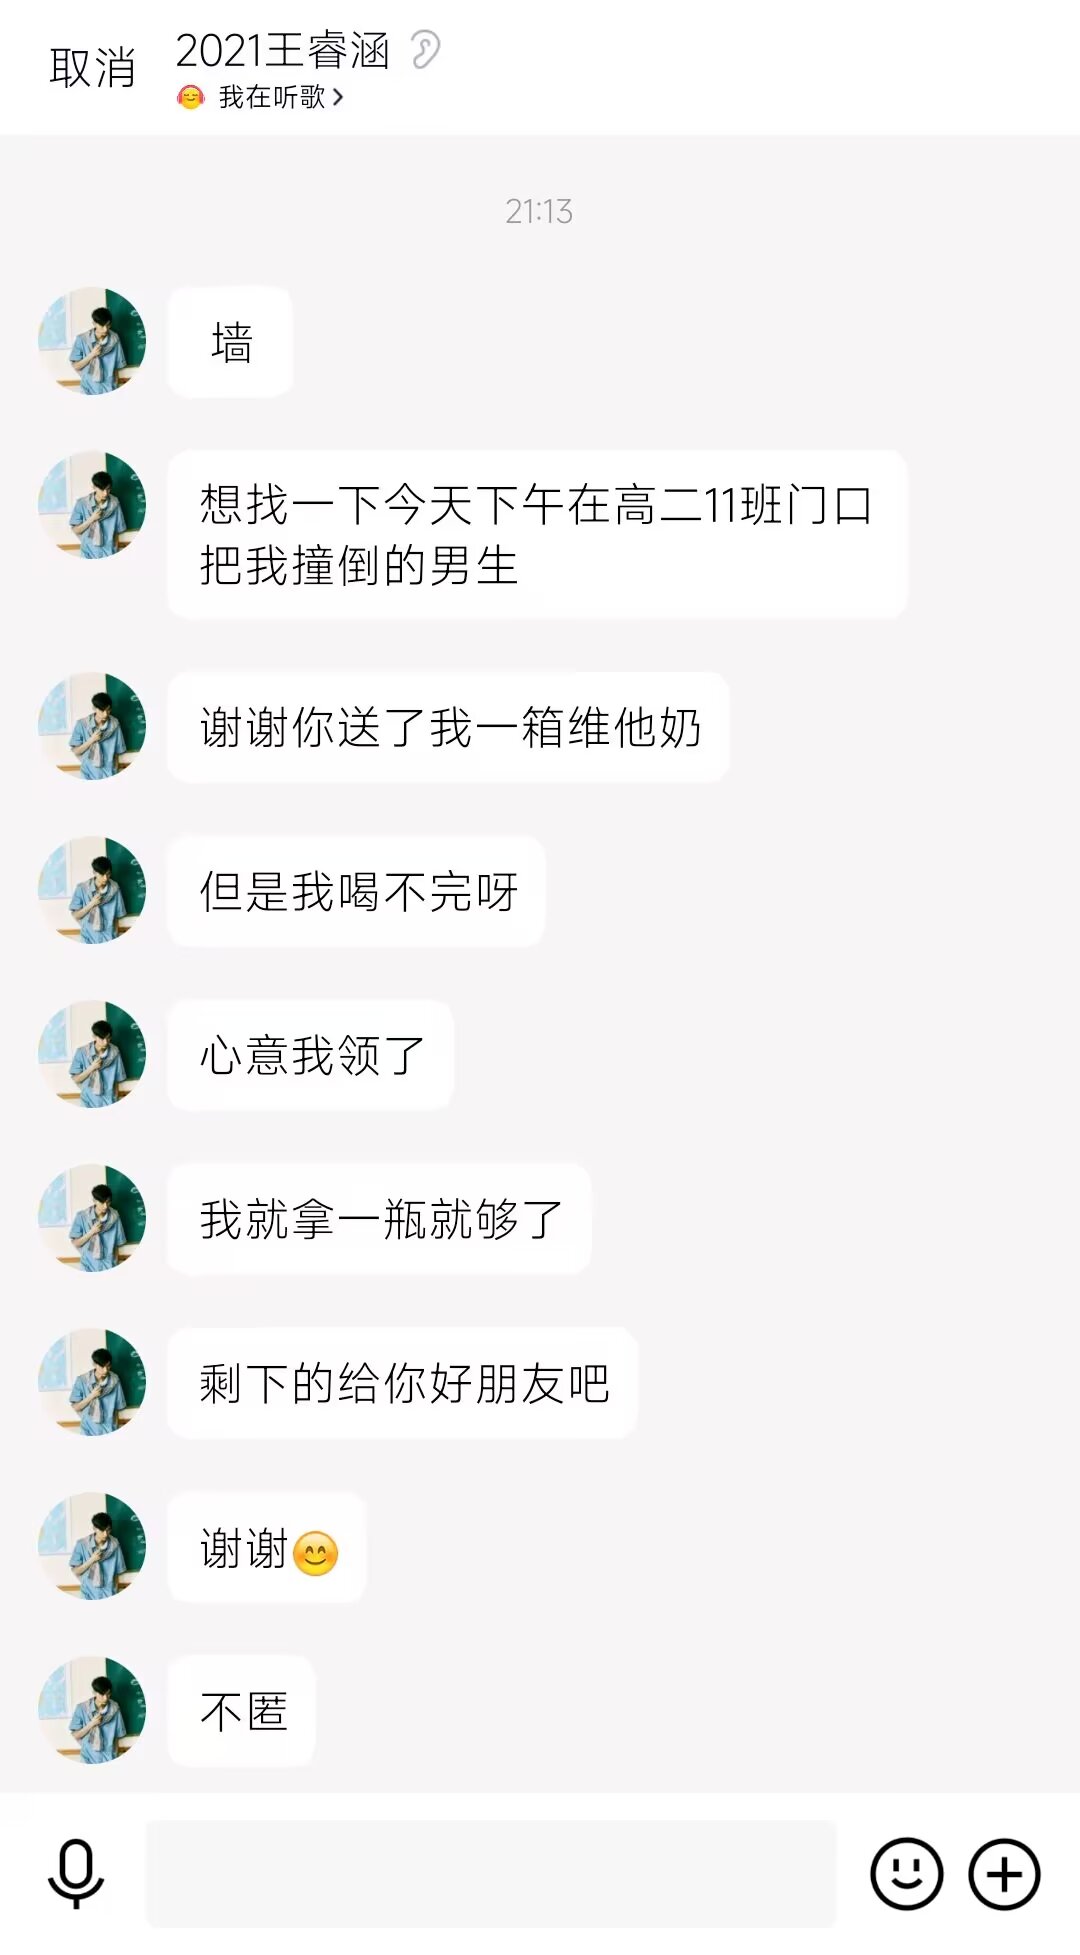 取消
2021王睿涵
我在听歌
21:13
墙
想找一下今天下午在高二11班门口
把我撞倒的男生
谢谢你送了我一箱维他奶
但是我喝不完呀
心意我领了
我就拿一瓶就够了
剩下的给你好朋友吧
谢谢😊
不匿